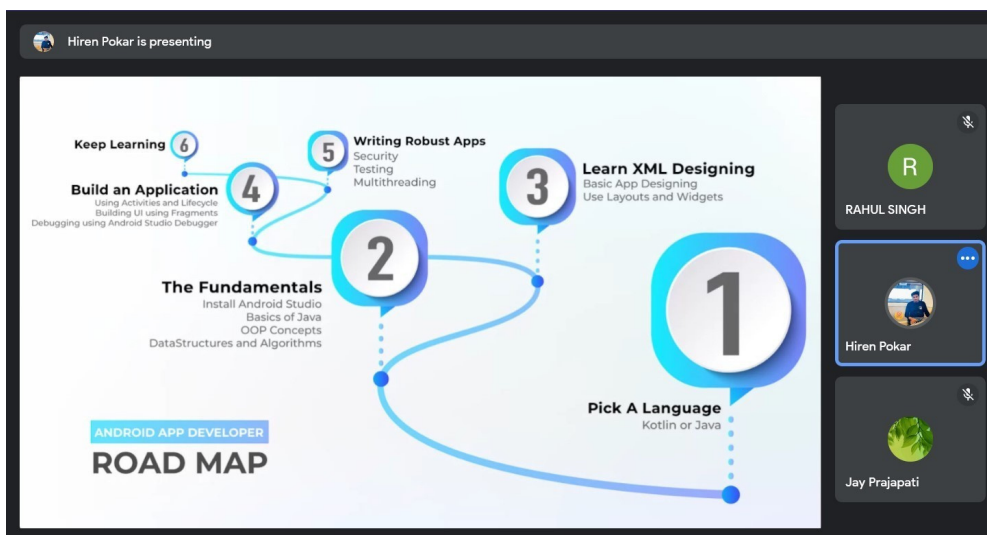 Hiren Pokar is presenting
Keep Learning
6
5
Writing Robust Apps
Security
Testing
Multithreading
Build an Application
Using Activities and Lifecycle
Building UI using Fragments
Debugging using Android Studio Debugger
4
3
Learn XML Designing
Basic App Designing
Use Layouts and Widgets
2
The Fundamentals
Install Android Studio
Basics of Java
OOP Concepts
DataStructures and Algorithms
1
Pick A Language
Kotlin or Java
ANDROID APP DEVELOPER
ROAD MAP
R
RAHUL SINGH
Hiren Pokar
Jay Prajapati